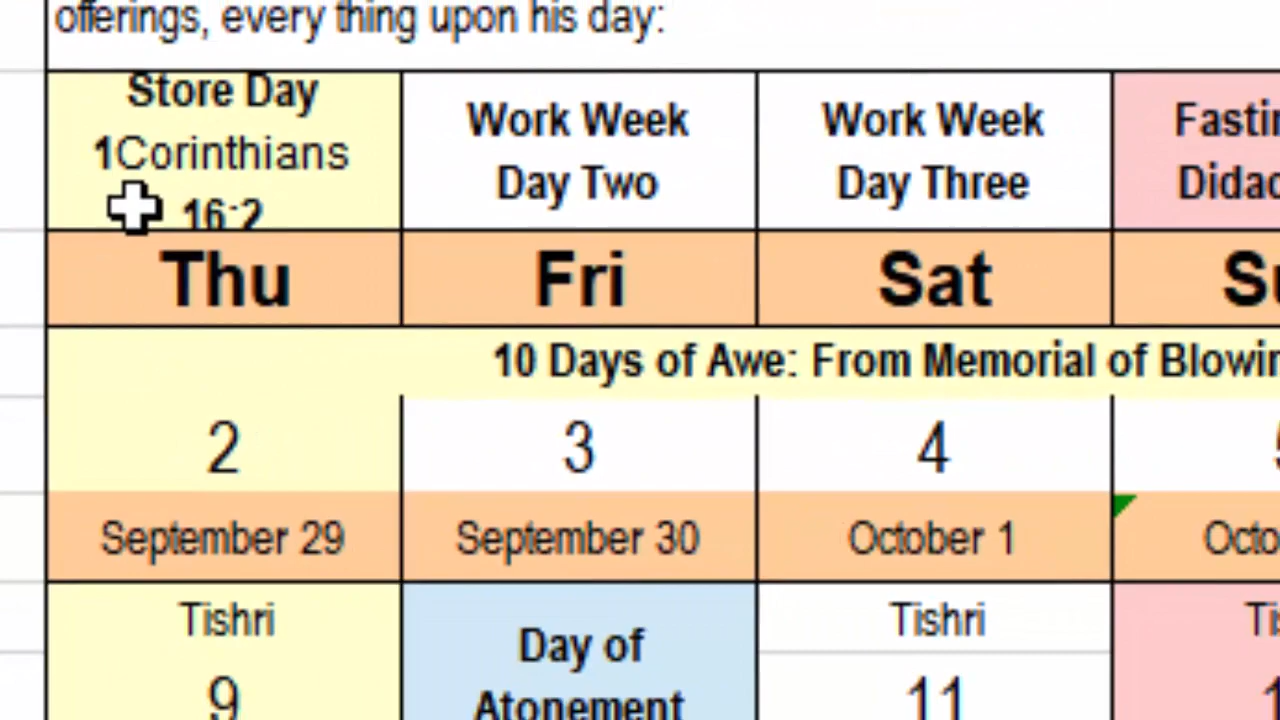 offerings, every thing upon his day:
Store Day
1Corinthians
16:2
Work Week
Day Two
Work Week
Day Three
Thu
Fri
Sat
10 Days of Awe: From Memorial of
2
3
4
September 29
September 30
October 1
Tishri
9
Day of
Atonement
Tishri
11